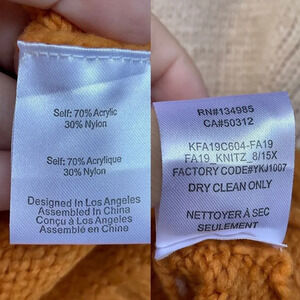 Self: 70% Acrylic
30% Nylon
Self: 70% Acrylique
30% Nylon
Designed In Los Angeles
Assembled In China
Conçu à Los Angeles
Assemblé en Chine
RN#134985
CA#50312
KFA19C604-FA19
FA19_KNITZ_8/15X
FACTORY CODE#YKJ1007
DRY CLEAN ONLY
NETTOYER À SEC
SEULEMENT